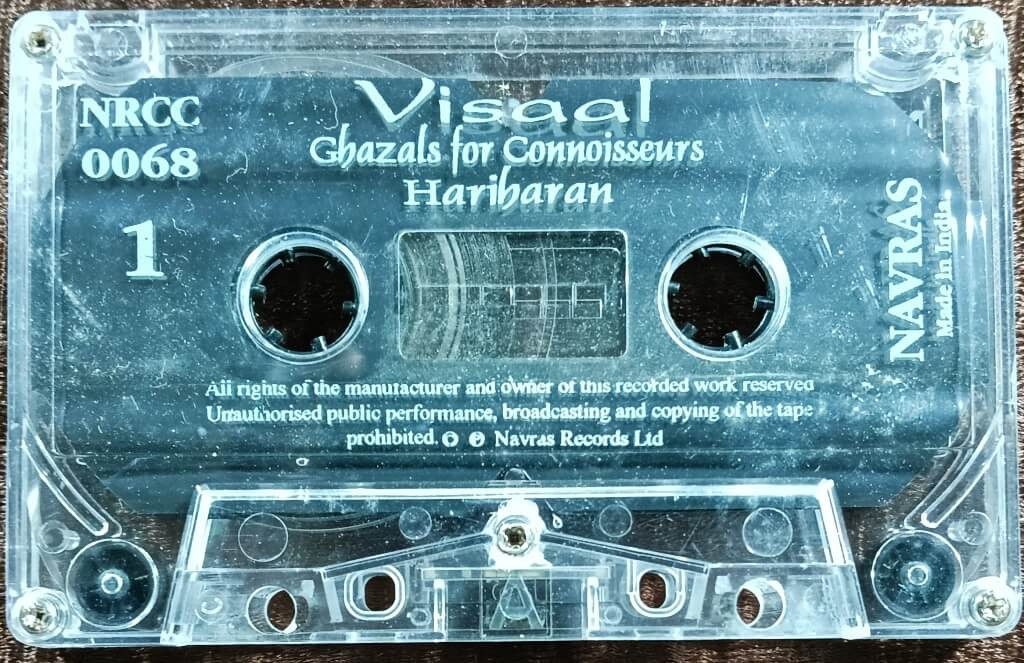 NRCC
0068
1
Visaal
Ghazals for Connoisseurs
Hariharan
NAVRAS
Made in India
All rights of the manufacturer and owner of this recorded work reserved
Unauthorised public performance, broadcasting and copying of the tape
prohibited. © ℗ Navras Records Ltd
C
A